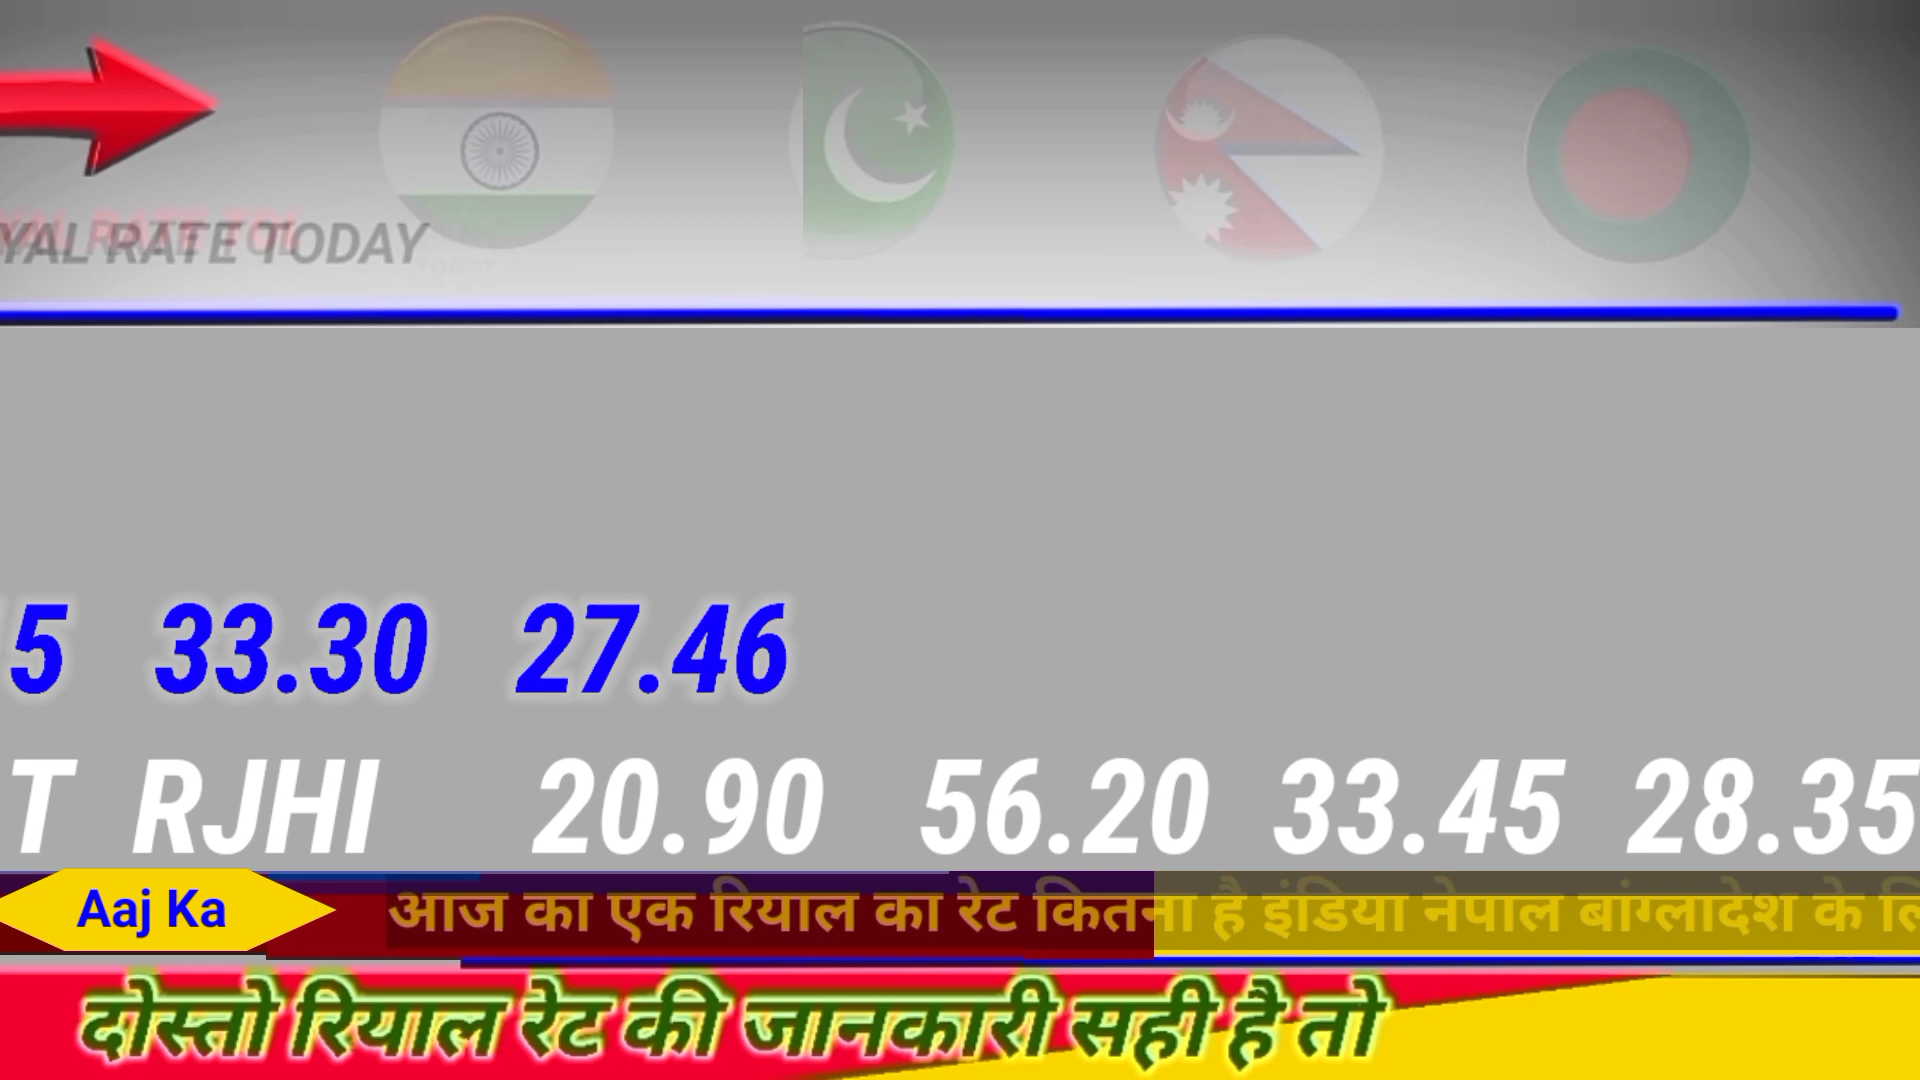 YAL RATE TODAY
5 33.30 27.46
T RJHI 20.90 56.20 33.45 28.35
Aaj Ka आज का एक रियाल का रेट कितना है इंडिया नेपाल बांग्लादेश के लि
दोस्तो रियाल रेट की जानकारी सही है तो